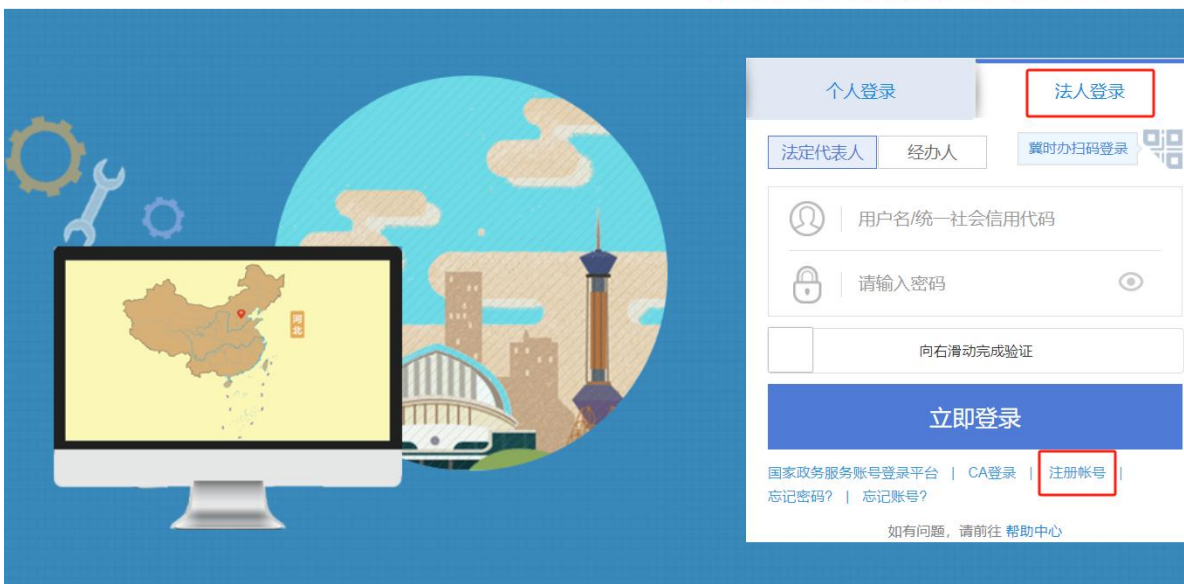 个人登录
法人登录
法定代表人
经办人
冀时办扫码登录
用户名/统一社会信用代码
请输入密码
河北
向右滑动完成验证
立即登录
国家政务服务账号登录平台 | CA登录 | 注册帐号 |
忘记密码? | 忘记账号?
如有问题，请前往 帮助中心